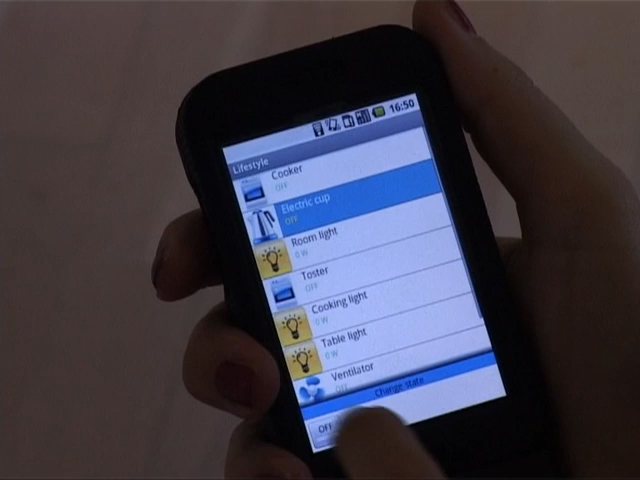 16:50
Lifestyle
Cooker
OFF
Electric cup
OFF
Room light
0 W
Toster
OFF
Cooking light
0 W
Table light
0 W
Ventilator
OFF
Change state
OFF